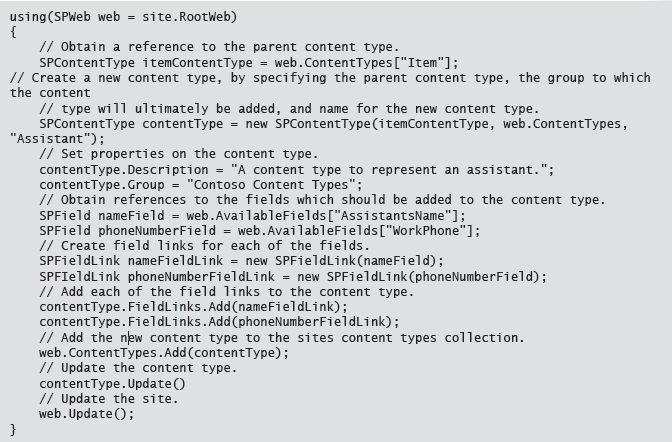 using(SPWeb web = site.RootWeb)
{
    // Obtain a reference to the parent content type.
    SPContentType itemContentType = web.ContentTypes["Item"];
// Create a new content type, by specifying the parent content type, the group to which
the content
    // type will ultimately be added, and name for the new content type.
    SPContentType contentType = new SPContentType(itemContentType, web.ContentTypes,
"Assistant");
    // Set properties on the content type.
    contentType.Description = "A content type to represent an assistant.";
    contentType.Group = "Contoso Content Types";
    // Obtain references to the fields which should be added to the content type.
    SPField nameField = web.AvailableFields["AssistantsName"];
    SPField phoneNumberField = web.AvailableFields["WorkPhone"];
    // Create field links for each of the fields.
    SPFieldLink nameFieldLink = new SPFieldLink(nameField);
    SPFIeldLink phoneNumberFieldLink = new SPFieldLink(phoneNumberField);
    // Add each of the field links to the content type.
    contentType.FieldLinks.Add(nameFieldLink);
    contentType.FieldLinks.Add(phoneNumberFieldLink);
    // Add the new content type to the sites content types collection.
    web.ContentTypes.Add(contentType);
    // Update the content type.
    contentType.Update()
    // Update the site.
    web.Update();
}